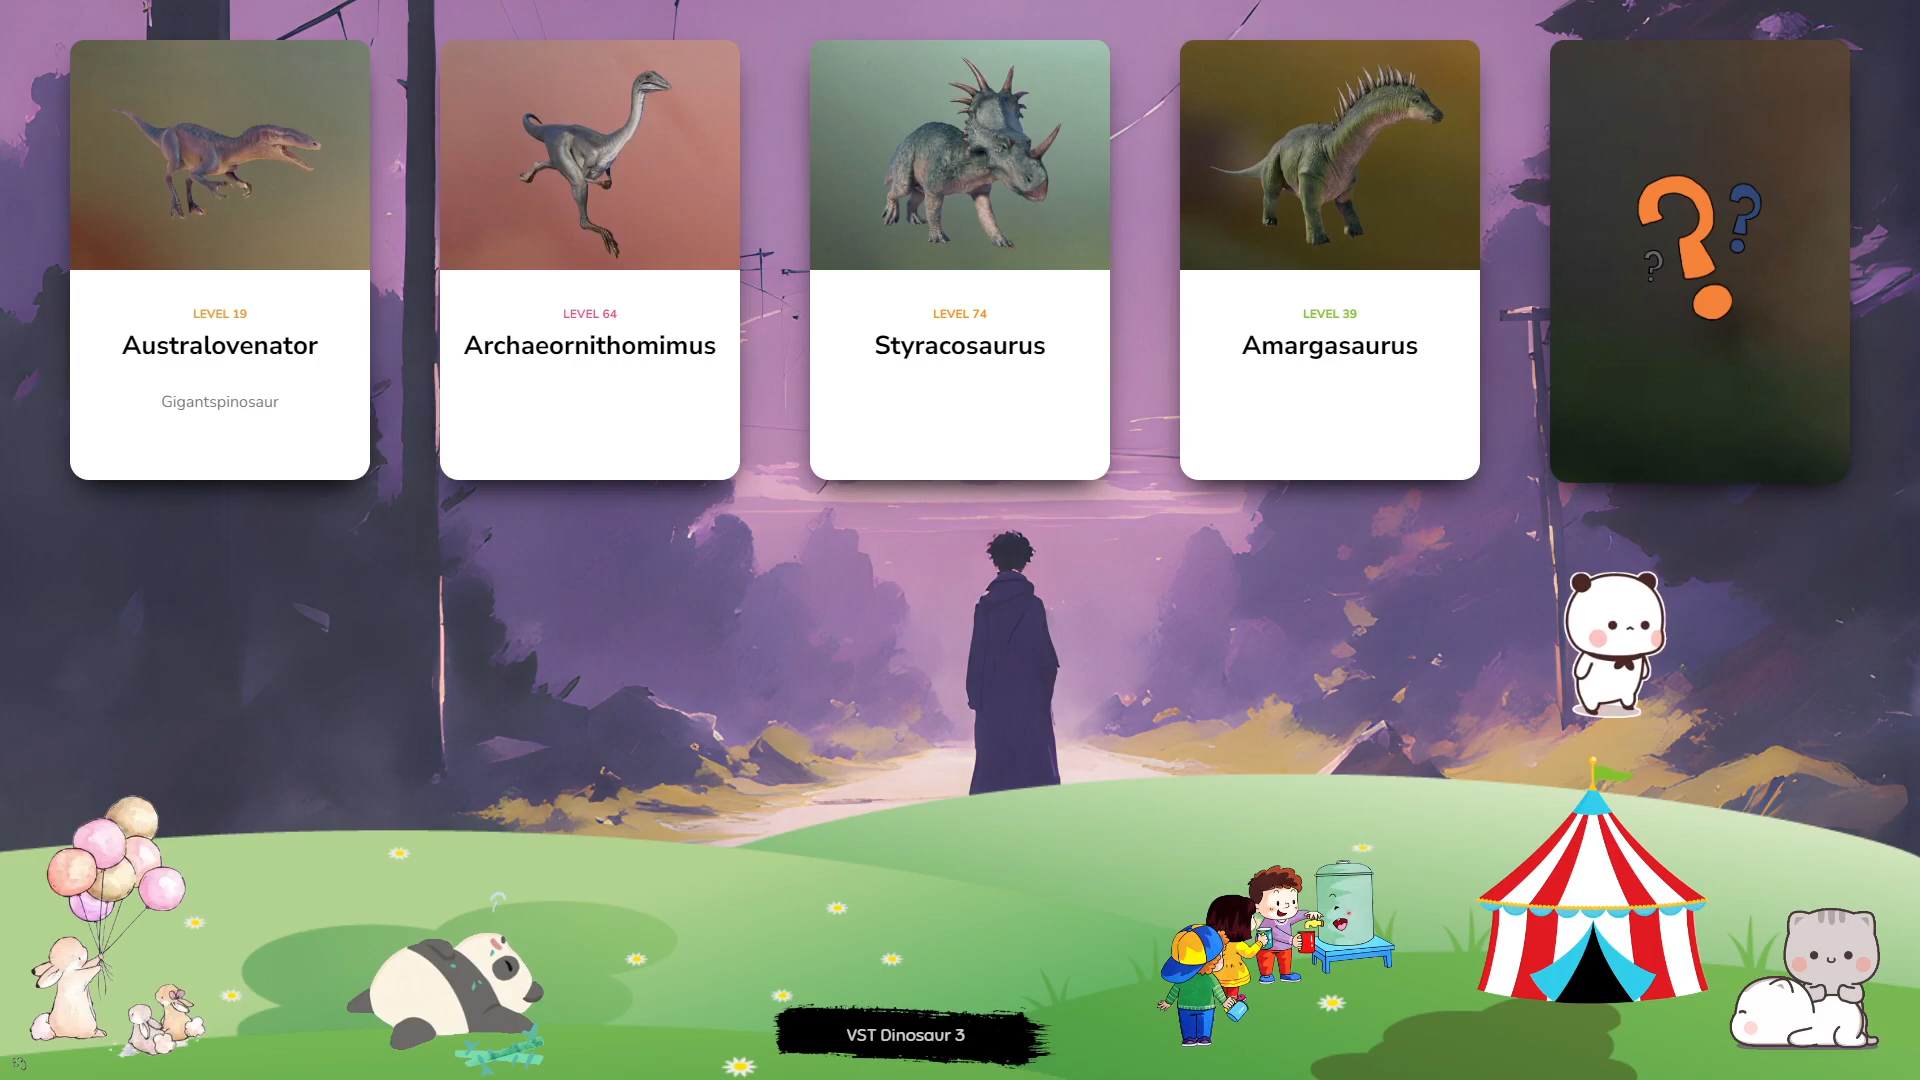 LEVEL 19
Australovenator
Gigantspinosaur
LEVEL 64
Archaeornithomimus
LEVEL 74
Styracosaurus
LEVEL 39
Amargasaurus
???
VST Dinosaur 3